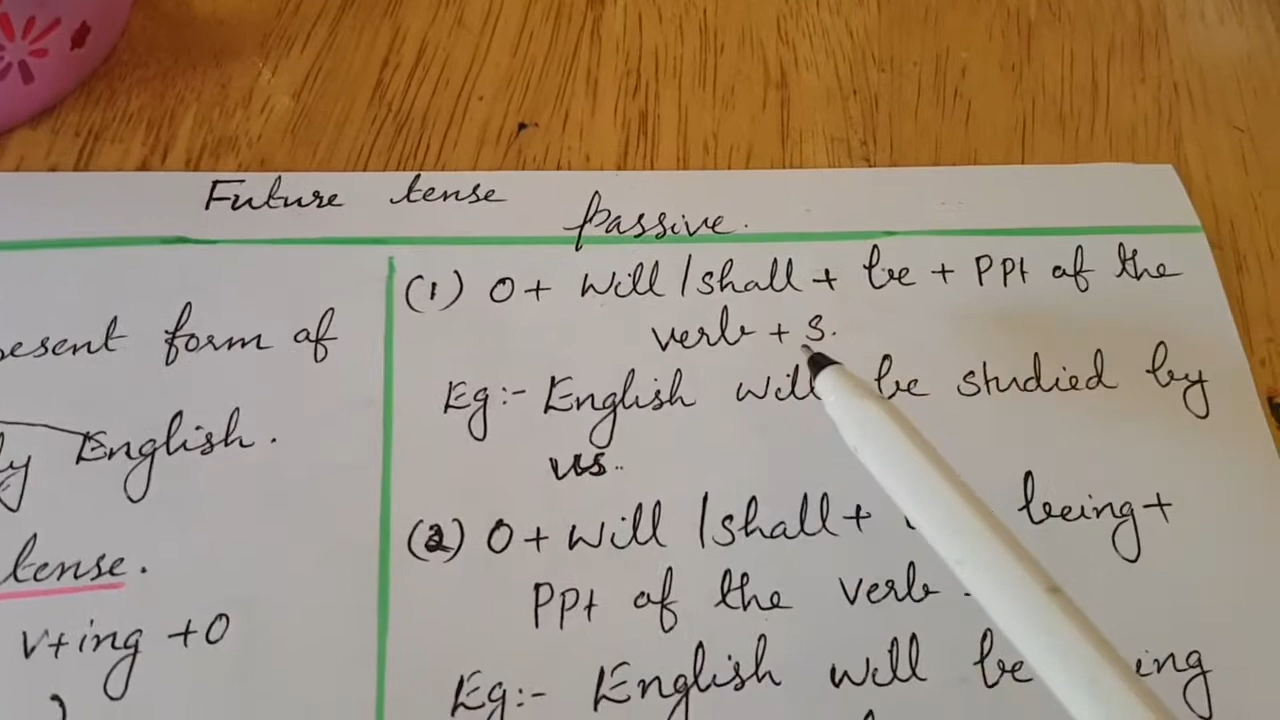 Future tense
Passive.
esent form of
English.
tense.
v+ing +O
(1) O + Will / shall + be + PPt of the
verb + S.
Eg:- English will be studied by
us..
(2) O + will / shall + being +
PPt of the verb.
Eg:- English will be ing